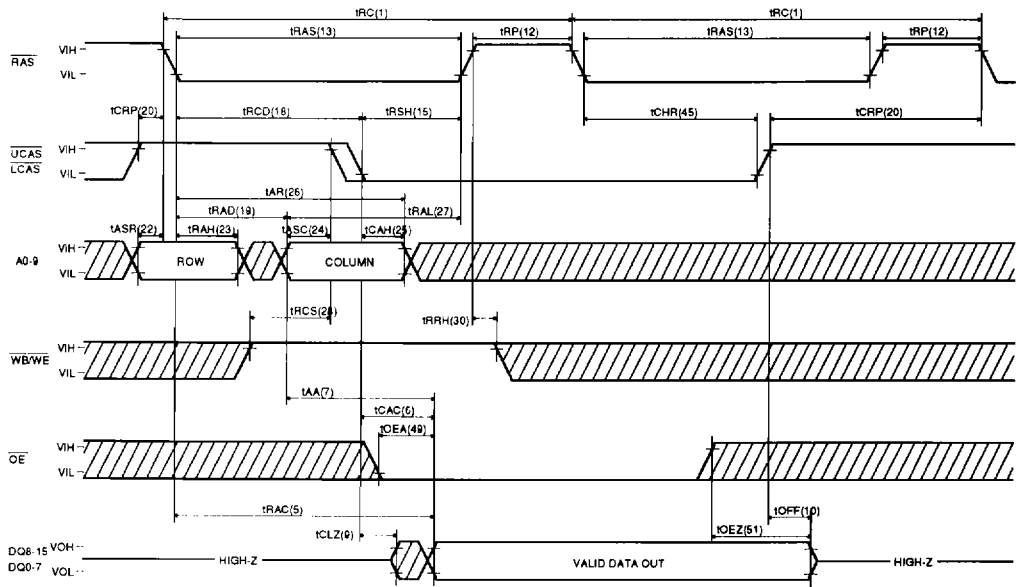 tRC(1) tRC(1)
tRAS(13) tRP(12) tRAS(13) tRP(12)
RAS VIH
VIL
tCRP(20) tRCD(18) tRSH(15) tCHR(45) tCRP(20)
UCAS VIH
LCAS VIL
tAR(26)
tRAD(19) tRAL(27)
tASR(22) tRAH(23) tASC(24) tCAH(25)
A0-9 VIH
VIL
ROW COLUMN
tRCS(28) tRRH(30)
WB/WE VIH
VIL
tAA(7)
tCAC(6)
tOEA(49)
OE VIH
VIL
tRAC(5) tOFF(10)
tCLZ(9) tOEZ(51)
DQ8-15 VOH
DQ0-7 VOL
HIGH-Z VALID DATA OUT HIGH-Z